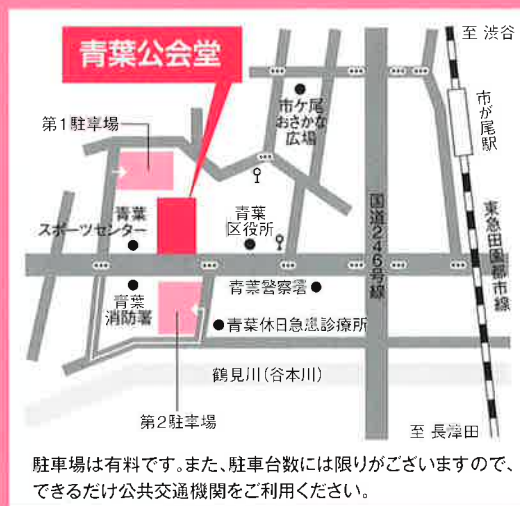 至 渋谷
青葉公会堂
市ケ尾
おさかな
広場
市が尾駅
第1駐車場
青葉
スポーツセンター
青葉
区役所
国道246号線
東急田園都市線
青葉
消防署
青葉警察署
青葉休日急患診療所
鶴見川(谷本川)
第2駐車場
至 長津田
駐車場は有料です。また、駐車台数には限りがございますので、
できるだけ公共交通機関をご利用ください。